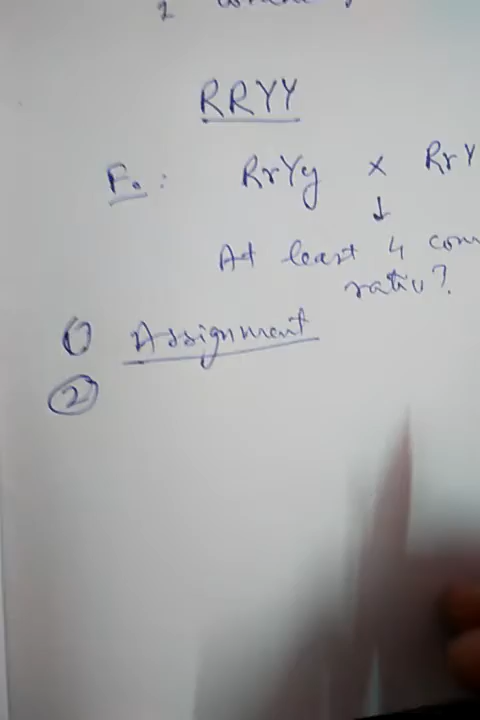 RRYY
F₀: RrYy × RrY
↓
At least 4 com
ratio?
① Assignment
②